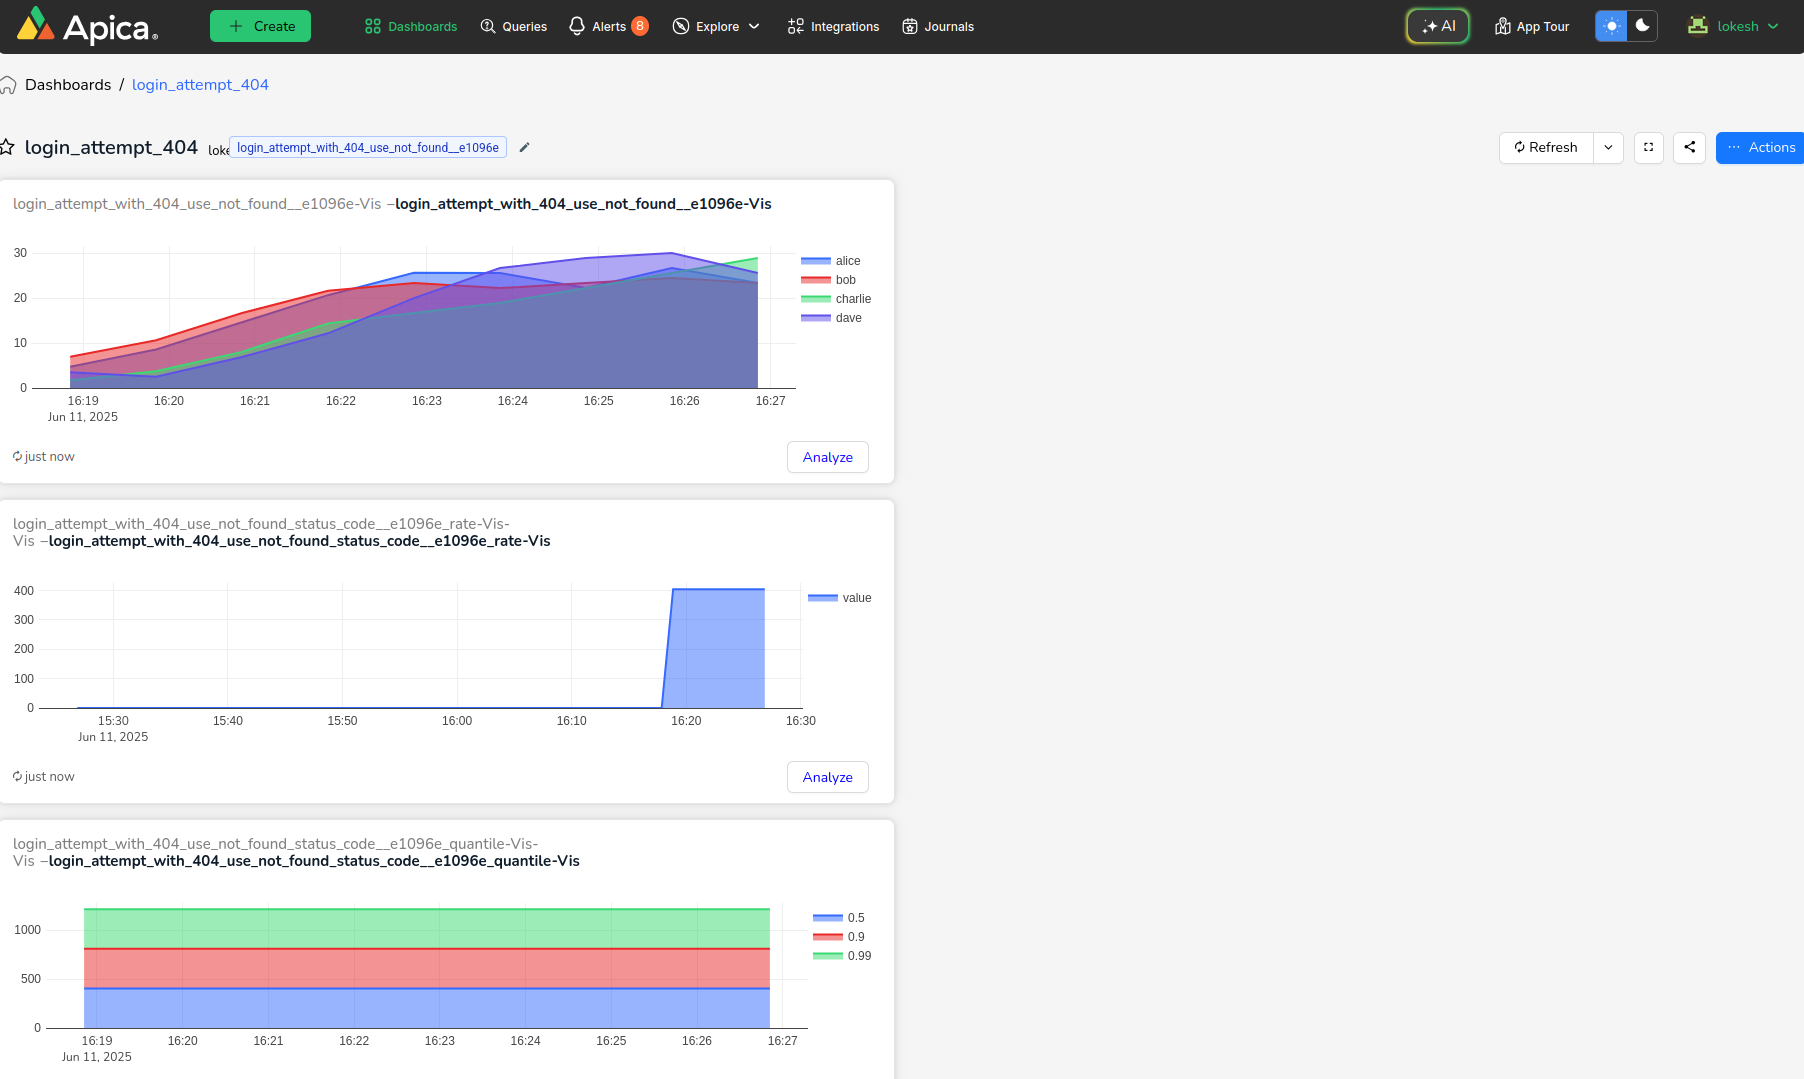 Apica®
Create
Dashboards
Queries
Alerts 8
Explore
Integrations
Journals
AI
App Tour
lokesh
Dashboards / login_attempt_404
login_attempt_404
loke
login_attempt_with_404_use_not_found__e1096e
Refresh
··· Actions
login_attempt_with_404_use_not_found__e1096e-Vis –login_attempt_with_404_use_not_found__e1096e-Vis
30
20
10
0
16:19 16:20 16:21 16:22 16:23 16:24 16:25 16:26 16:27
Jun 11, 2025
alice
bob
charlie
dave
just now
Analyze
login_attempt_with_404_use_not_found_status_code__e1096e_rate-Vis-
Vis –login_attempt_with_404_use_not_found_status_code__e1096e_rate-Vis
400
300
200
100
0
15:30 15:40 15:50 16:00 16:10 16:20 16:30
Jun 11, 2025
value
just now
Analyze
login_attempt_with_404_use_not_found_status_code__e1096e_quantile-Vis-
Vis –login_attempt_with_404_use_not_found_status_code__e1096e_quantile-Vis
1000
500
0
16:19 16:20 16:21 16:22 16:23 16:24 16:25 16:26 16:27
Jun 11, 2025
0.5
0.9
0.99